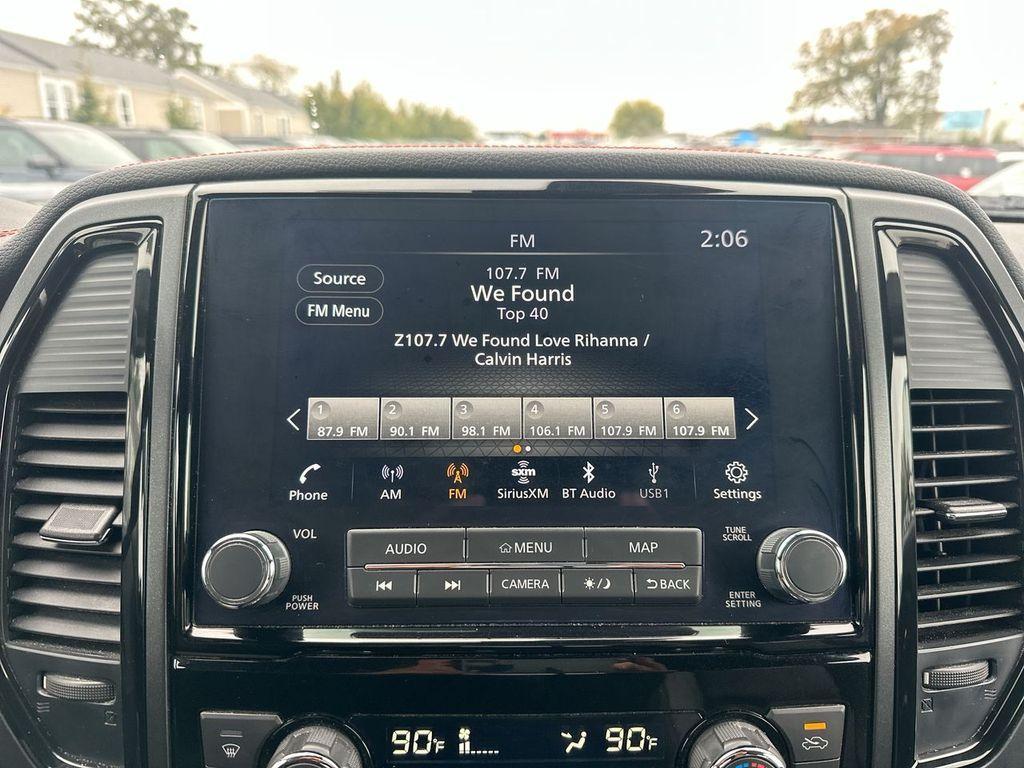 FM
2:06
Source
FM Menu
107.7 FM
We Found
Top 40
Z107.7 We Found Love Rihanna /
Calvin Harris
1 2 3 4 5 6
87.9 FM 90.1 FM 98.1 FM 106.1 FM 107.9 FM 107.9 FM
sxm
Phone AM FM SiriusXM BT Audio USB1 Settings
VOL
PUSH
POWER
AUDIO MENU MAP
CAMERA BACK
TUNE
SCROLL
ENTER
SETTING
90°F 90°F